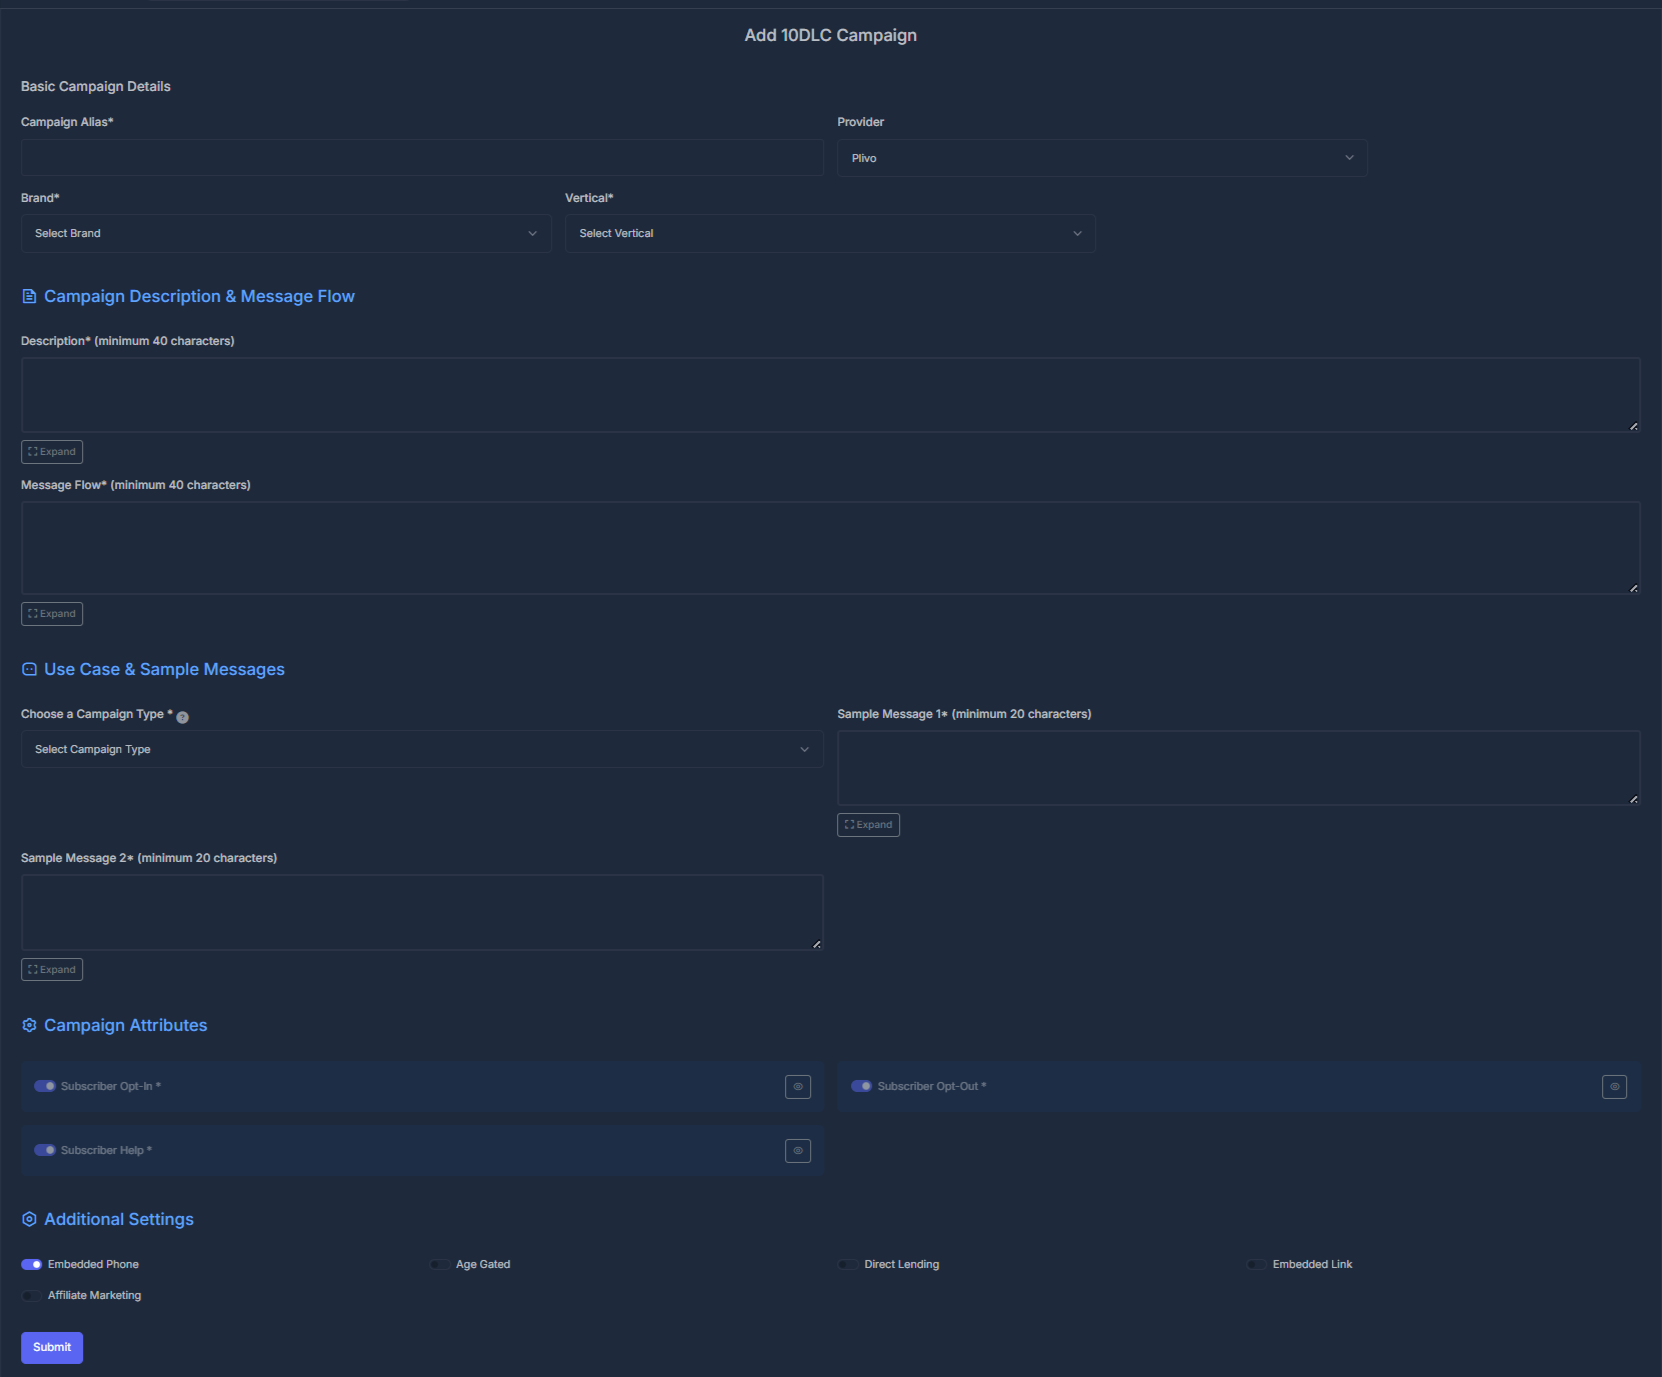 Add 10DLC Campaign
Basic Campaign Details
Campaign Alias*
Provider
Plivo
Brand*
Vertical*
Select Brand
Select Vertical
Campaign Description & Message Flow
Description* (minimum 40 characters)
Expand
Message Flow* (minimum 40 characters)
Expand
Use Case & Sample Messages
Choose a Campaign Type * ?
Sample Message 1* (minimum 20 characters)
Select Campaign Type
Expand
Sample Message 2* (minimum 20 characters)
Expand
Campaign Attributes
Subscriber Opt-In *
Subscriber Opt-Out *
Subscriber Help *
Additional Settings
Embedded Phone
Age Gated
Direct Lending
Embedded Link
Affiliate Marketing
Submit